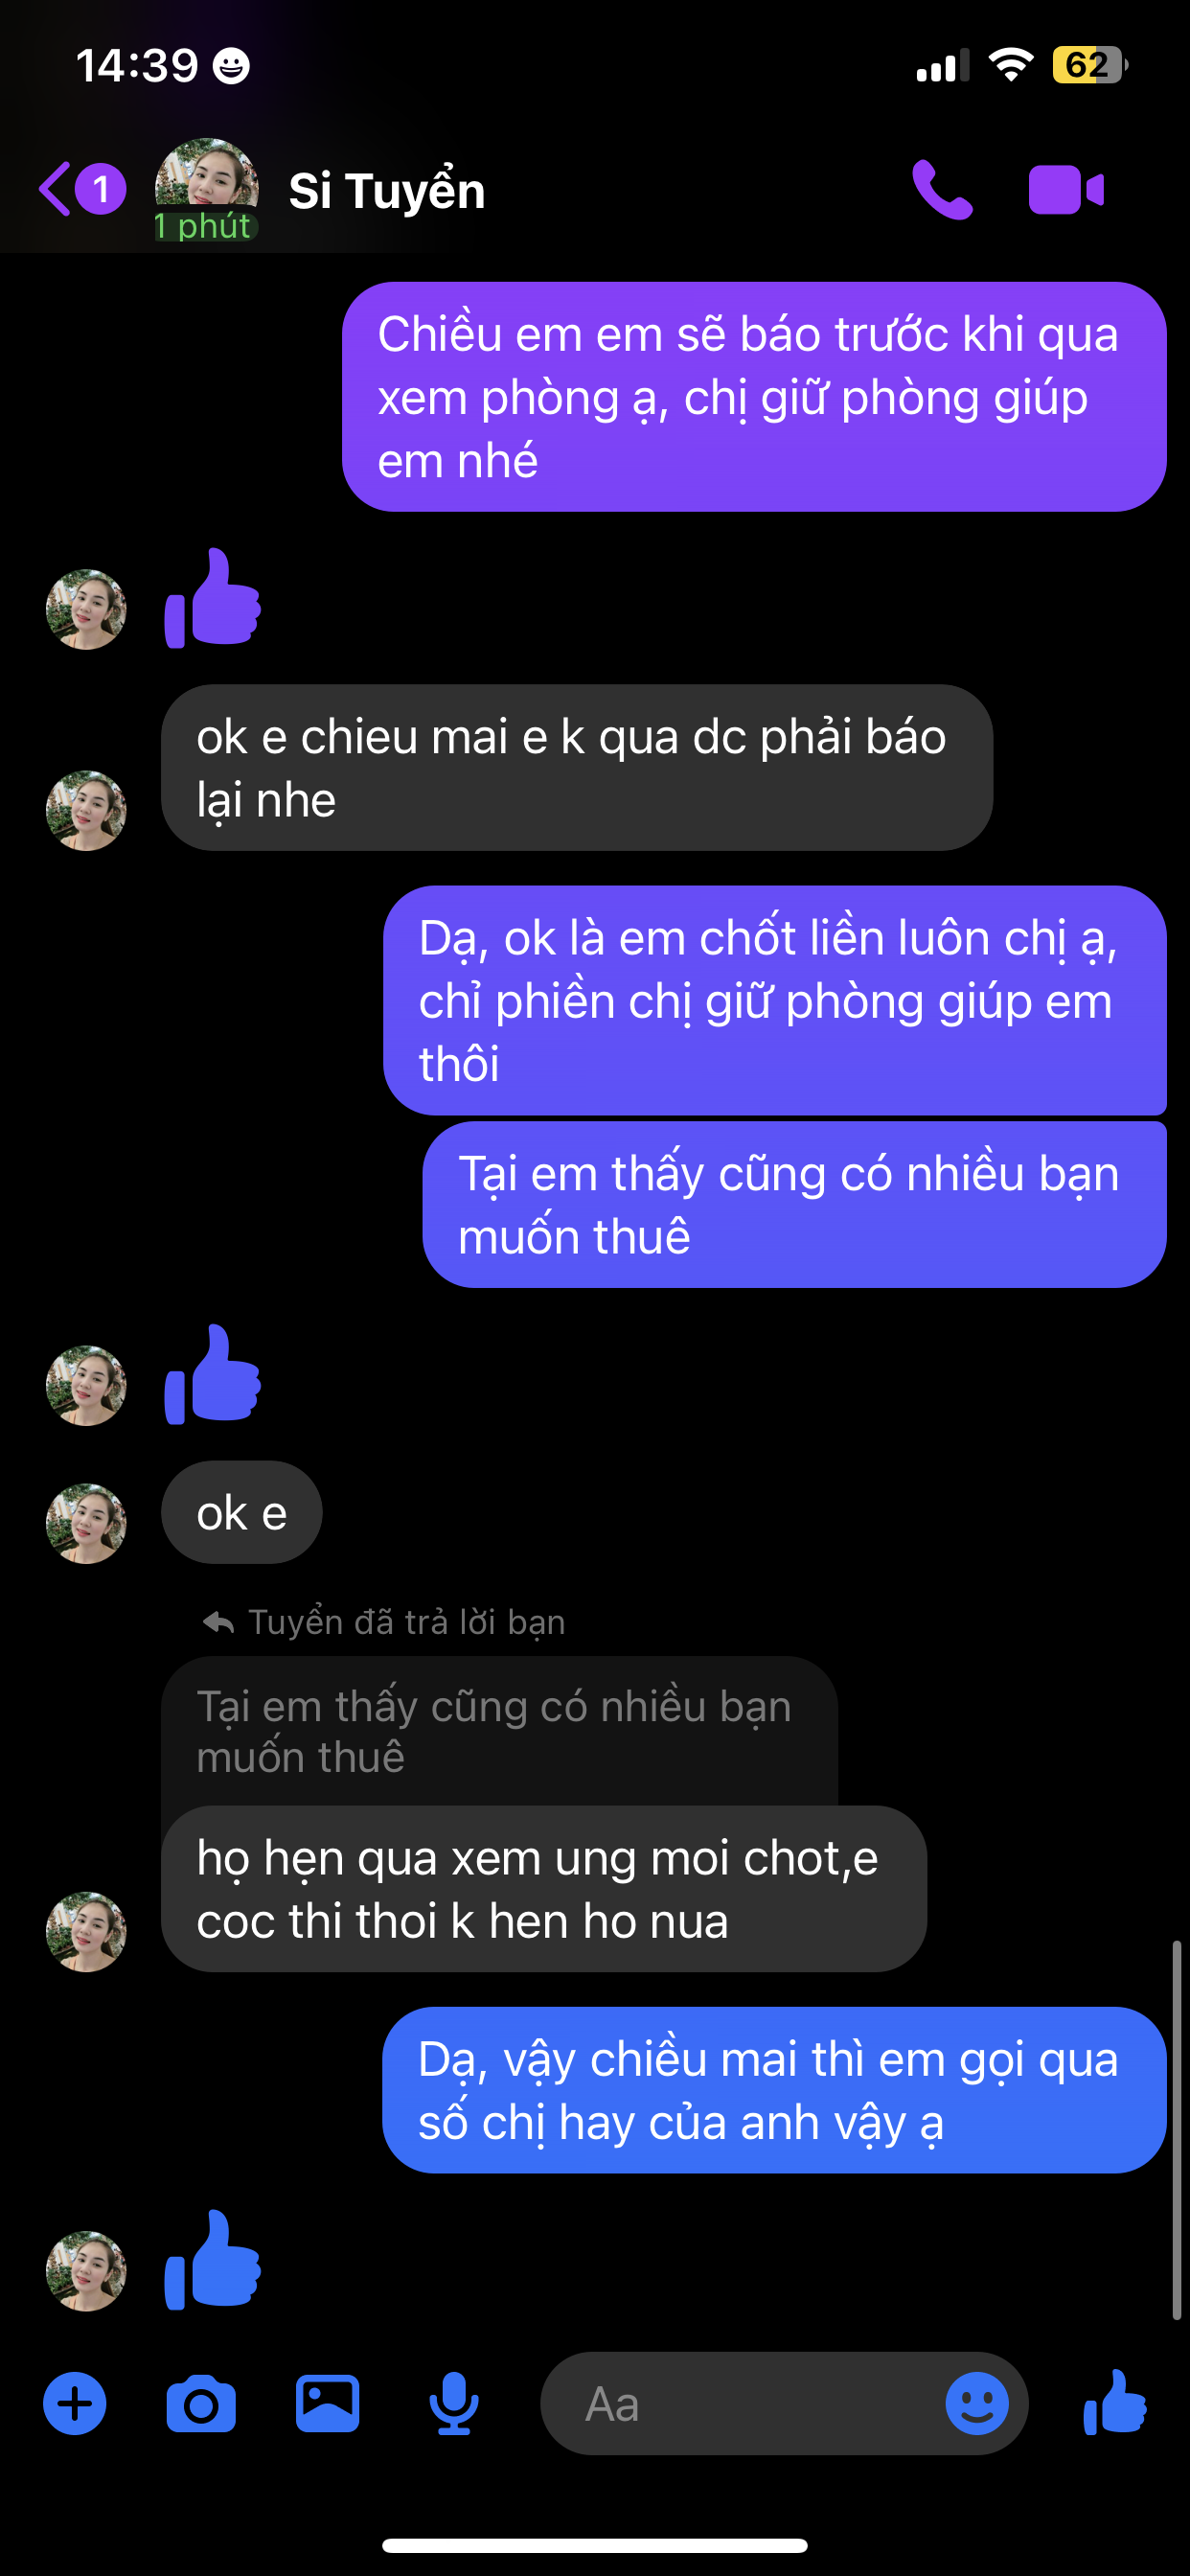 14:39
62
1
1 phút
Si Tuyển
Chiều em em sẽ báo trước khi qua
xem phòng ạ, chị giữ phòng giúp
em nhé
ok e chieu mai e k qua dc phải báo
lại nhe
Dạ, ok là em chốt liền luôn chị ạ,
chỉ phiền chị giữ phòng giúp em
thôi
Tại em thấy cũng có nhiều bạn
muốn thuê
ok e
Tuyển đã trả lời bạn
Tại em thấy cũng có nhiều bạn
muốn thuê
họ hẹn qua xem ung moi chot,e
coc thi thoi k hen ho nua
Dạ, vậy chiều mai thì em gọi qua
số chị hay của anh vậy ạ
Aa